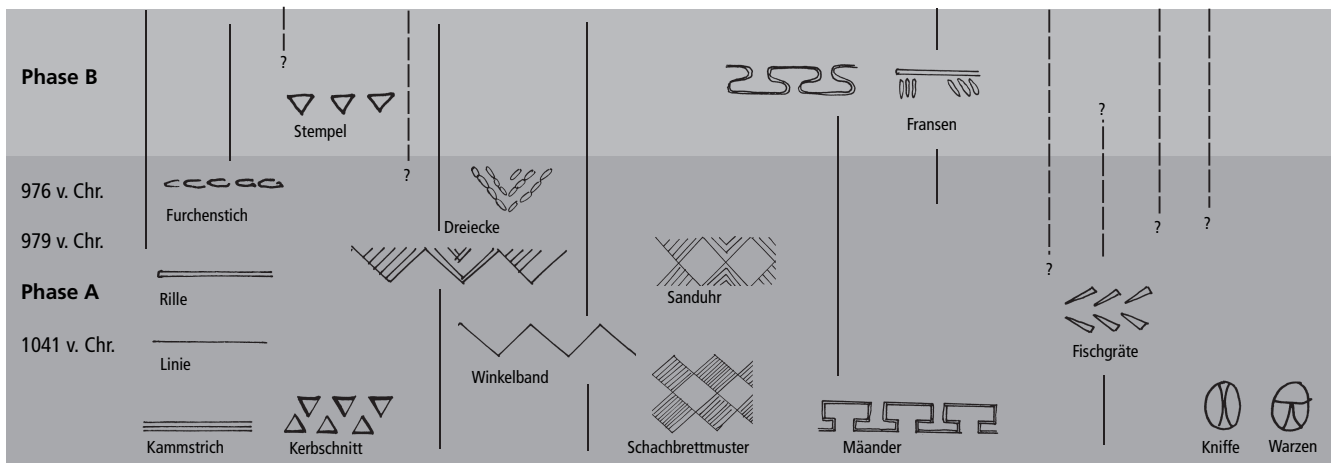 ?
Phase B
?
Stempel
Fransen
976 v. Chr.
?
Furchenstich
Dreiecke
?
?
979 v. Chr.
?
Phase A
Rille
Sanduhr
1041 v. Chr.
Linie
Winkelband
Fischgräte
Kammstrich
Kerbschnitt
Schachbrettmuster
Mäander
Kniffe
Warzen